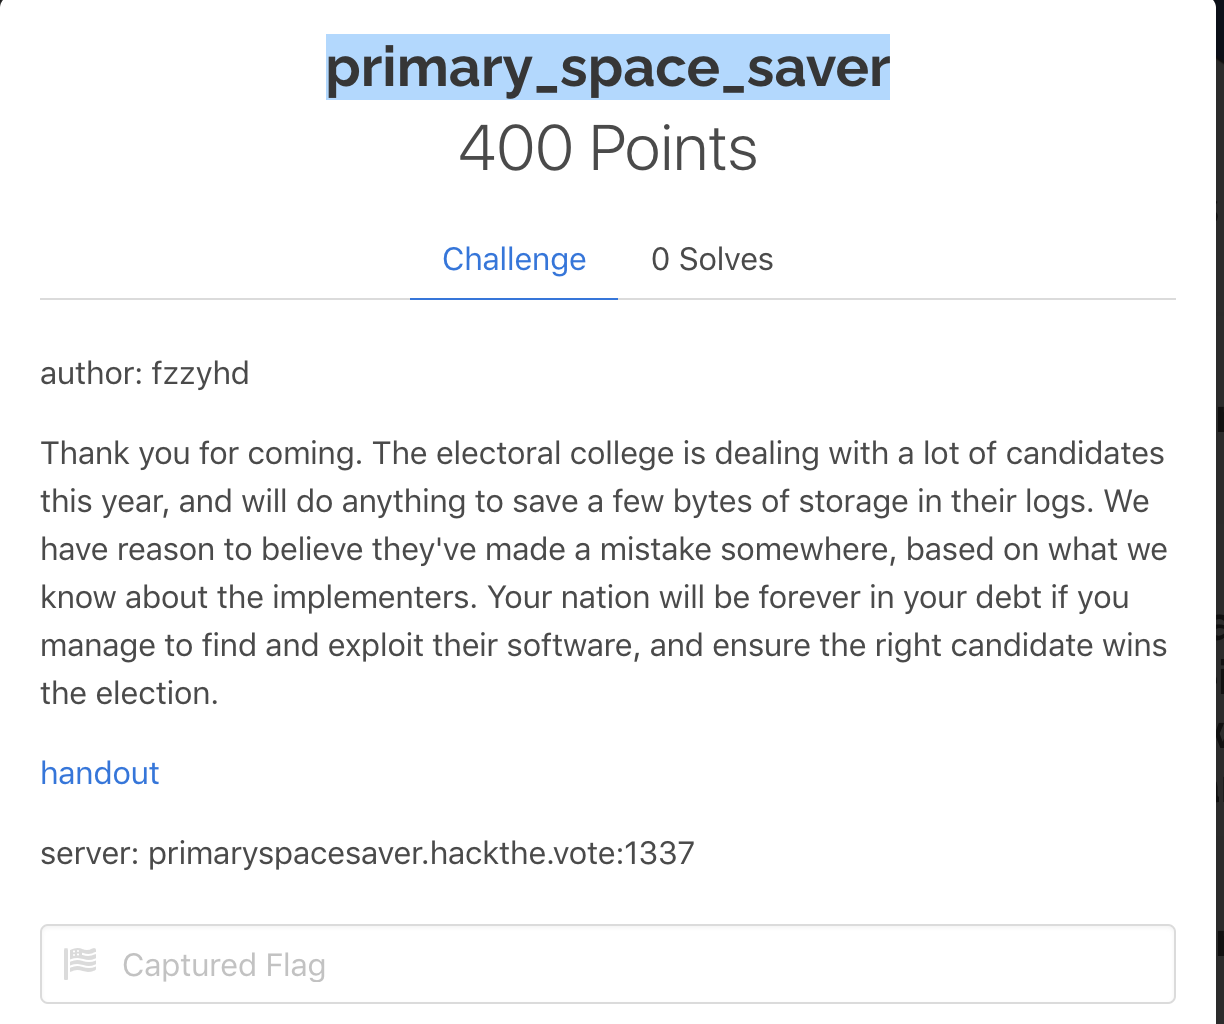 primary_space_saver
400 Points
Challenge
0 Solves
author: fzzyhd
Thank you for coming. The electoral college is dealing with a lot of candidates
this year, and will do anything to save a few bytes of storage in their logs. We
have reason to believe they've made a mistake somewhere, based on what we
know about the implementers. Your nation will be forever in your debt if you
manage to find and exploit their software, and ensure the right candidate wins
the election.
handout
server: primaryspacesaver.hackthe.vote:1337
Captured Flag